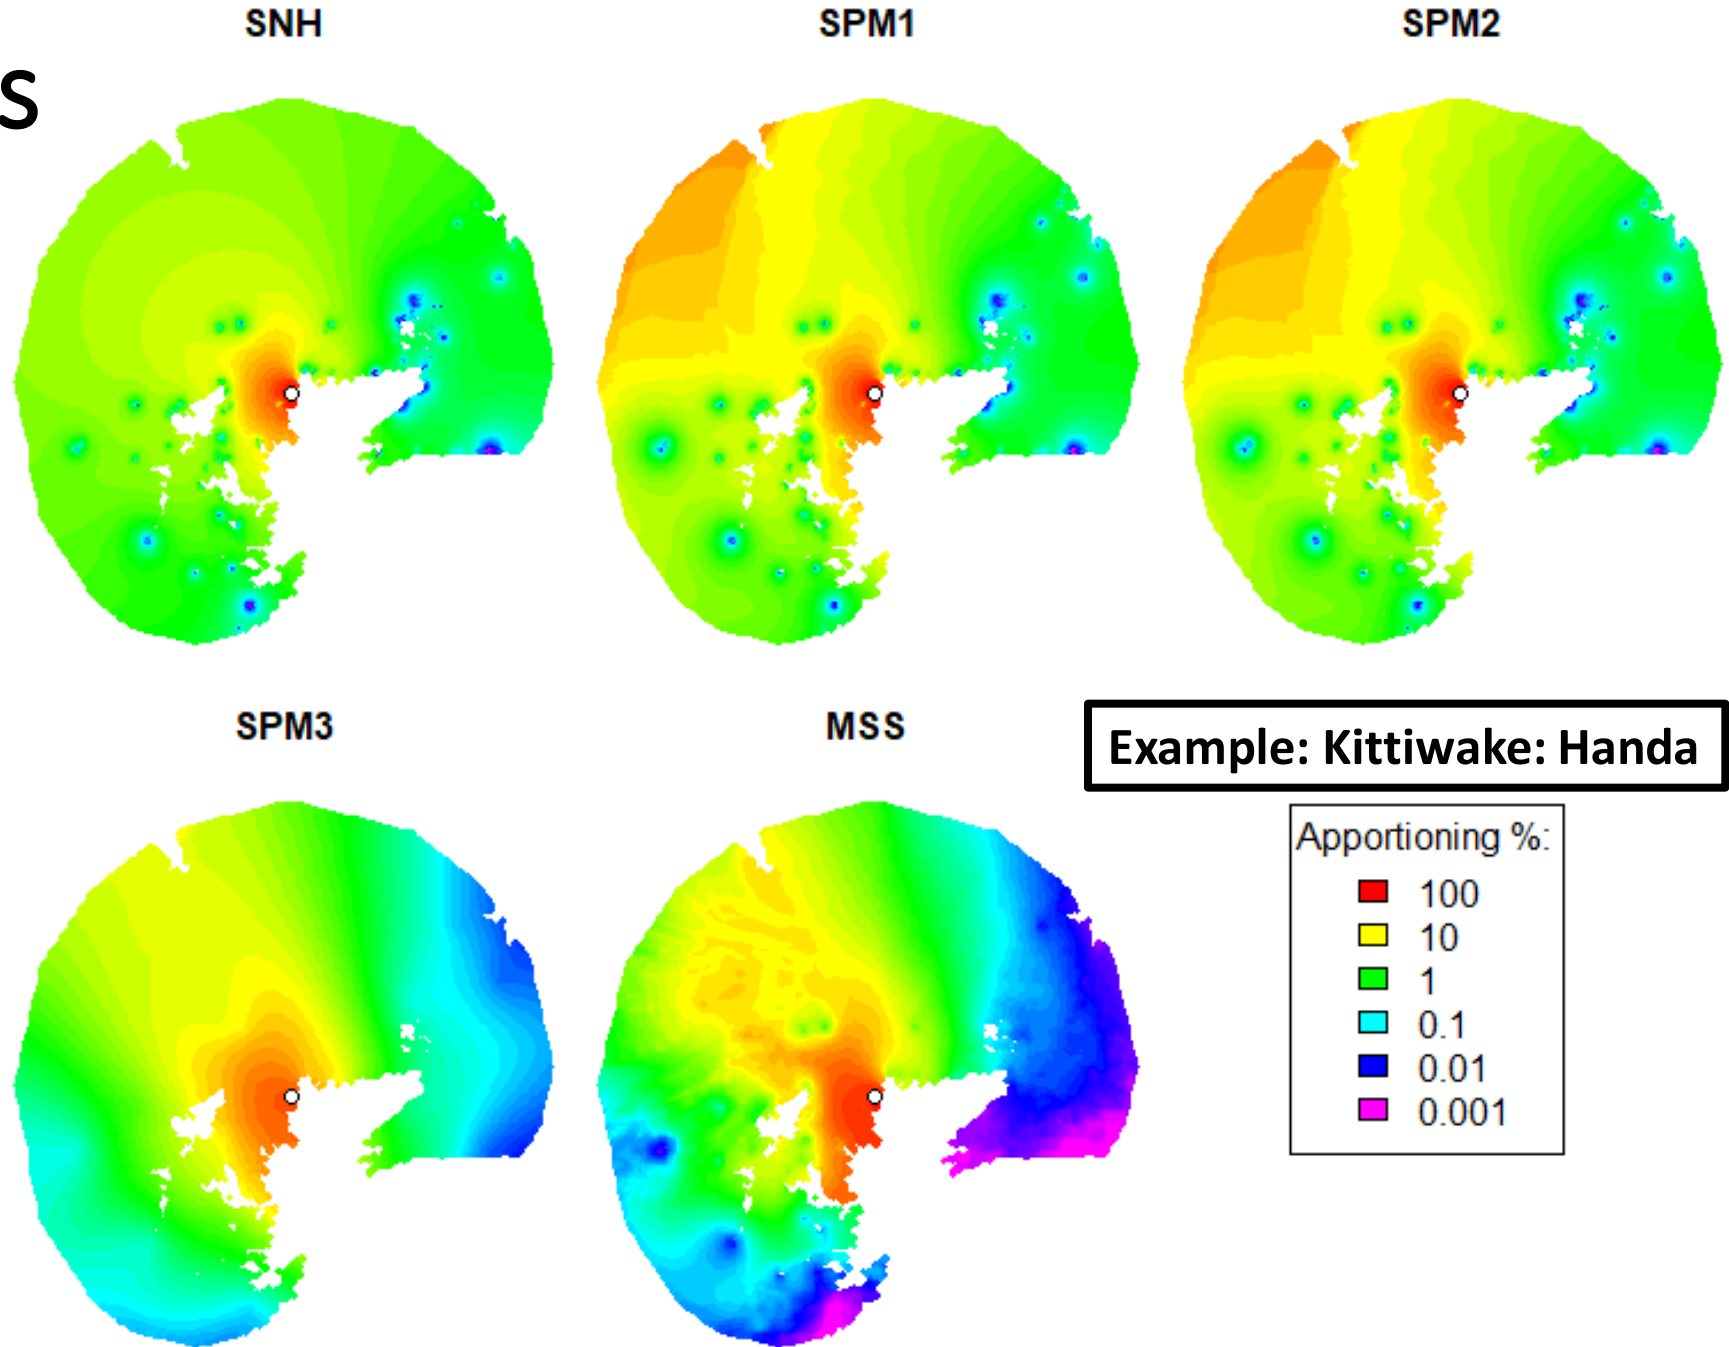 SNH
SPM1
SPM2
s
SPM3
MSS
Example: Kittiwake: Handa
Apportioning %:
100
10
1
0.1
0.01
0.001